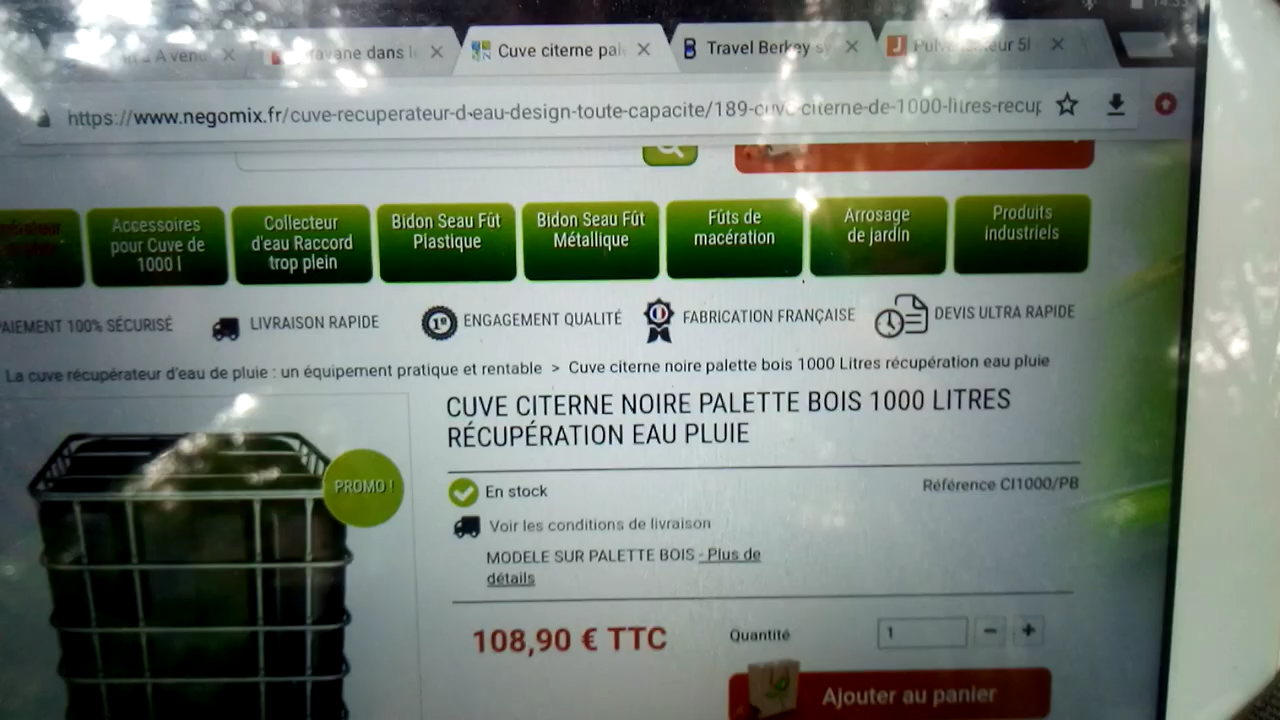 A vend
avane dans l
Cuve citerne pal
Travel Berkey sy
https://www.negomix.fr/cuve-recuperateur-d-eau-design-toute-capacite/189-cuve-citerne-de-1000-litres-recup
Accessoires
pour Cuve de
1000 l
Collecteur
d'eau Raccord
trop plein
Bidon Seau Fût
Plastique
Bidon Seau Fût
Métallique
Fûts de
macération
Arrosage
de jardin
Produits
industriels
AIEMENT 100% SÉCURISÉ
LIVRAISON RAPIDE
1º
ENGAGEMENT QUALITÉ
FABRICATION FRANÇAISE
DEVIS ULTRA RAPIDE
La cuve récupérateur d'eau de pluie : un équipement pratique et rentable > Cuve citerne noire palette bois 1000 Litres récupération eau pluie
PROMO !
CUVE CITERNE NOIRE PALETTE BOIS 1000 LITRES
RÉCUPÉRATION EAU PLUIE
En stock
Référence CI1000/PB
Voir les conditions de livraison
MODELE SUR PALETTE BOIS - Plus de
détails
108,90 € TTC
Quantité
1
Ajouter au panier